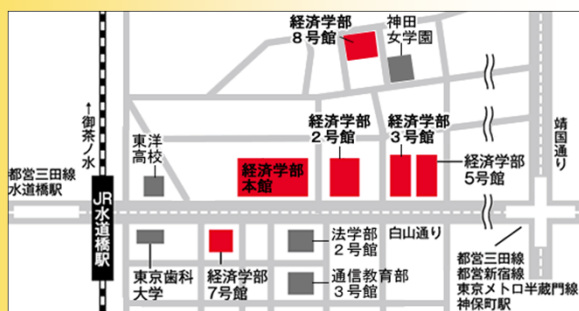 経済学部
8号館
神田
女学園
←御茶ノ水
東洋
高校
経済学部
2号館
経済学部
3号館
経済学部
5号館
靖国通り
都営三田線
水道橋駅
経済学部
本館
JR水道橋駅
白山通り
東京歯科
大学
経済学部
7号館
法学部
2号館
通信教育部
3号館
都営三田線
都営新宿線
東京メトロ半蔵門線
神保町駅